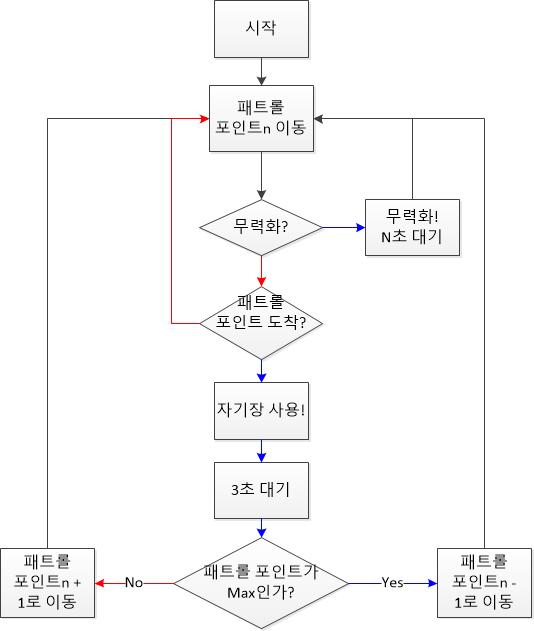 시작
패트롤
포인트n 이동
무력화?
무력화!
N초 대기
패트롤
포인트 도착?
자기장 사용!
3초 대기
패트롤 포인트가
Max인가?
No
Yes
패트롤
포인트n +
1로 이동
패트롤
포인트n -
1로 이동